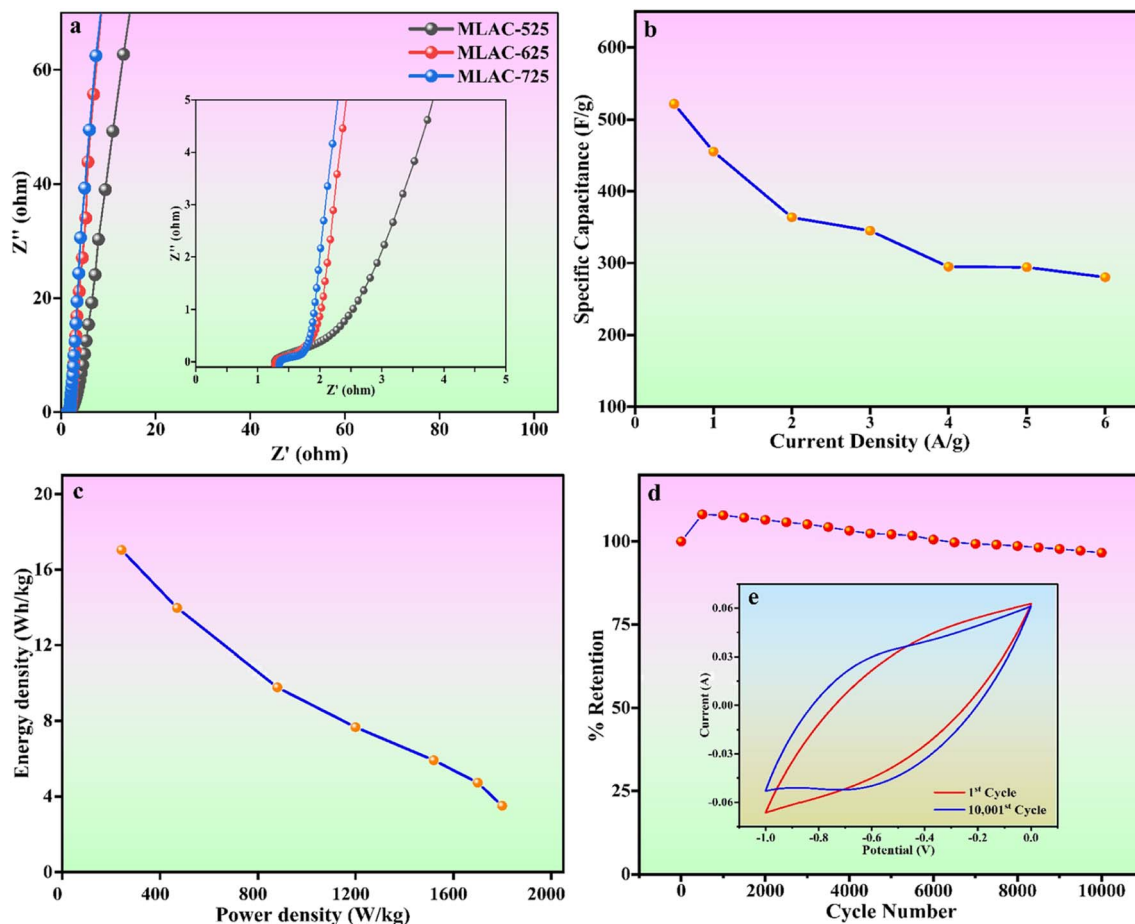 a
MLAC-525
MLAC-625
MLAC-725
60
40
20
0
Z'' (ohm)
0 20 40 60 80 100
Z' (ohm)
5
4
3
2
1
0
Z'' (ohm)
0 1 2 3 4 5
Z' (ohm)
b
600
500
400
300
200
100
Specific Capacitance (F/g)
0 1 2 3 4 5 6
Current Density (A/g)
c
20
16
12
8
4
0
Energy density (Wh/kg)
0 400 800 1200 1600 2000
Power density (W/kg)
d
100
75
50
25
0
% Retention
0 2000 4000 6000 8000 10000
Cycle Number
e
0.06
0.03
0.00
-0.03
-0.06
Current (A)
1st Cycle
10,001st Cycle
-1.0 -0.8 -0.6 -0.4 -0.2 0.0
Potential (V)